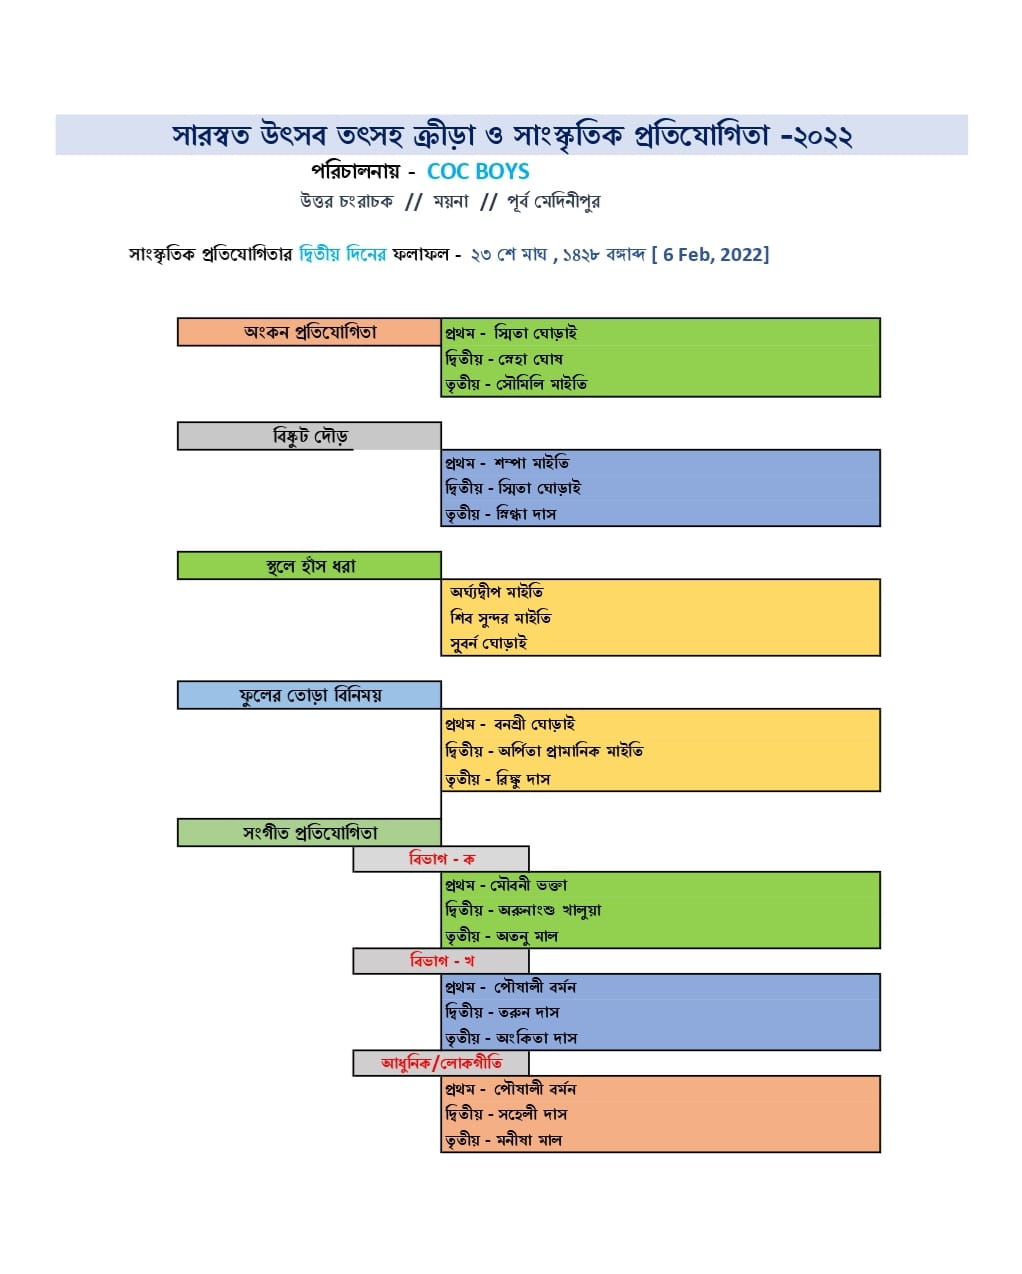 সারস্বত উৎসব তৎসহ ক্রীড়া ও সাংস্কৃতিক প্রতিযোগিতা -২০২২
পরিচালনায় - COC BOYS
উত্তর চংরাচক // ময়না // পূর্ব মেদিনীপুর
সাংস্কৃতিক প্রতিযোগিতার দ্বিতীয় দিনের ফলাফল - ২৩ শে মাঘ , ১৪২৮ বঙ্গাব্দ [ 6 Feb, 2022]
অংকন প্রতিযোগিতা
প্রথম - স্মিতা ঘোড়াই
দ্বিতীয় - স্নেহা ঘোষ
তৃতীয় - সৌমিলি মাইতি
বিষ্কুট দৌড়
প্রথম - শম্পা মাইতি
দ্বিতীয় - স্মিতা ঘোড়াই
তৃতীয় - স্নিগ্ধা দাস
স্থলে হাঁস ধরা
অর্ঘ্যদ্বীপ মাইতি
শিব সুন্দর মাইতি
সুবর্ন ঘোড়াই
ফুলের তোড়া বিনিময়
প্রথম - বনশ্রী ঘোড়াই
দ্বিতীয় - অর্পিতা প্রামানিক মাইতি
তৃতীয় - রিঙ্কু দাস
সংগীত প্রতিযোগিতা
বিভাগ - ক
প্রথম - মৌবনী ভক্তা
দ্বিতীয় - অরুনাংশু খালুয়া
তৃতীয় - অতনু মাল
বিভাগ - খ
প্রথম - পৌষালী বর্মন
দ্বিতীয় - তরুন দাস
তৃতীয় - অংকিতা দাস
আধুনিক/লোকগীতি
প্রথম - পৌষালী বর্মন
দ্বিতীয় - সহেলী দাস
তৃতীয় - মনীষা মাল